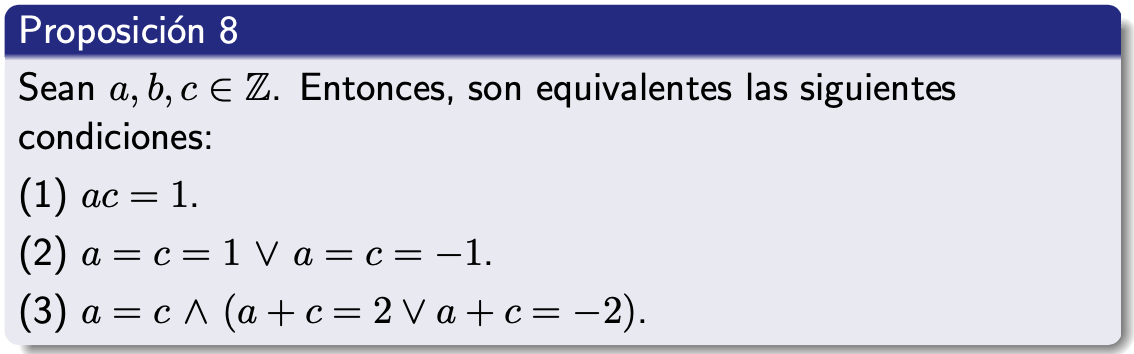 Proposición 8
Sean a, b, c ∈ ℤ. Entonces, son equivalentes las siguientes
condiciones:
(1) ac = 1.
(2) a = c = 1 ∨ a = c = −1.
(3) a = c ∧ (a + c = 2 ∨ a + c = −2).